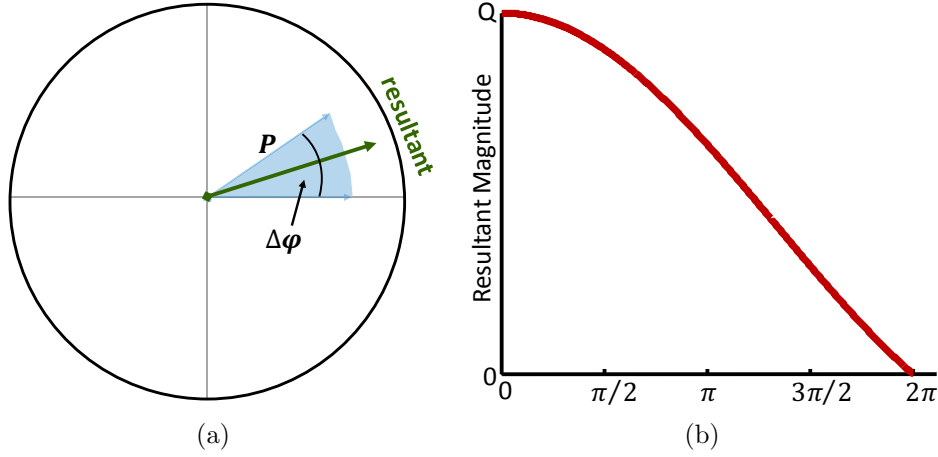 resultant
P
Δφ
(a)
Q
Resultant Magnitude
0
0
π/2
π
3π/2
2π
(b)